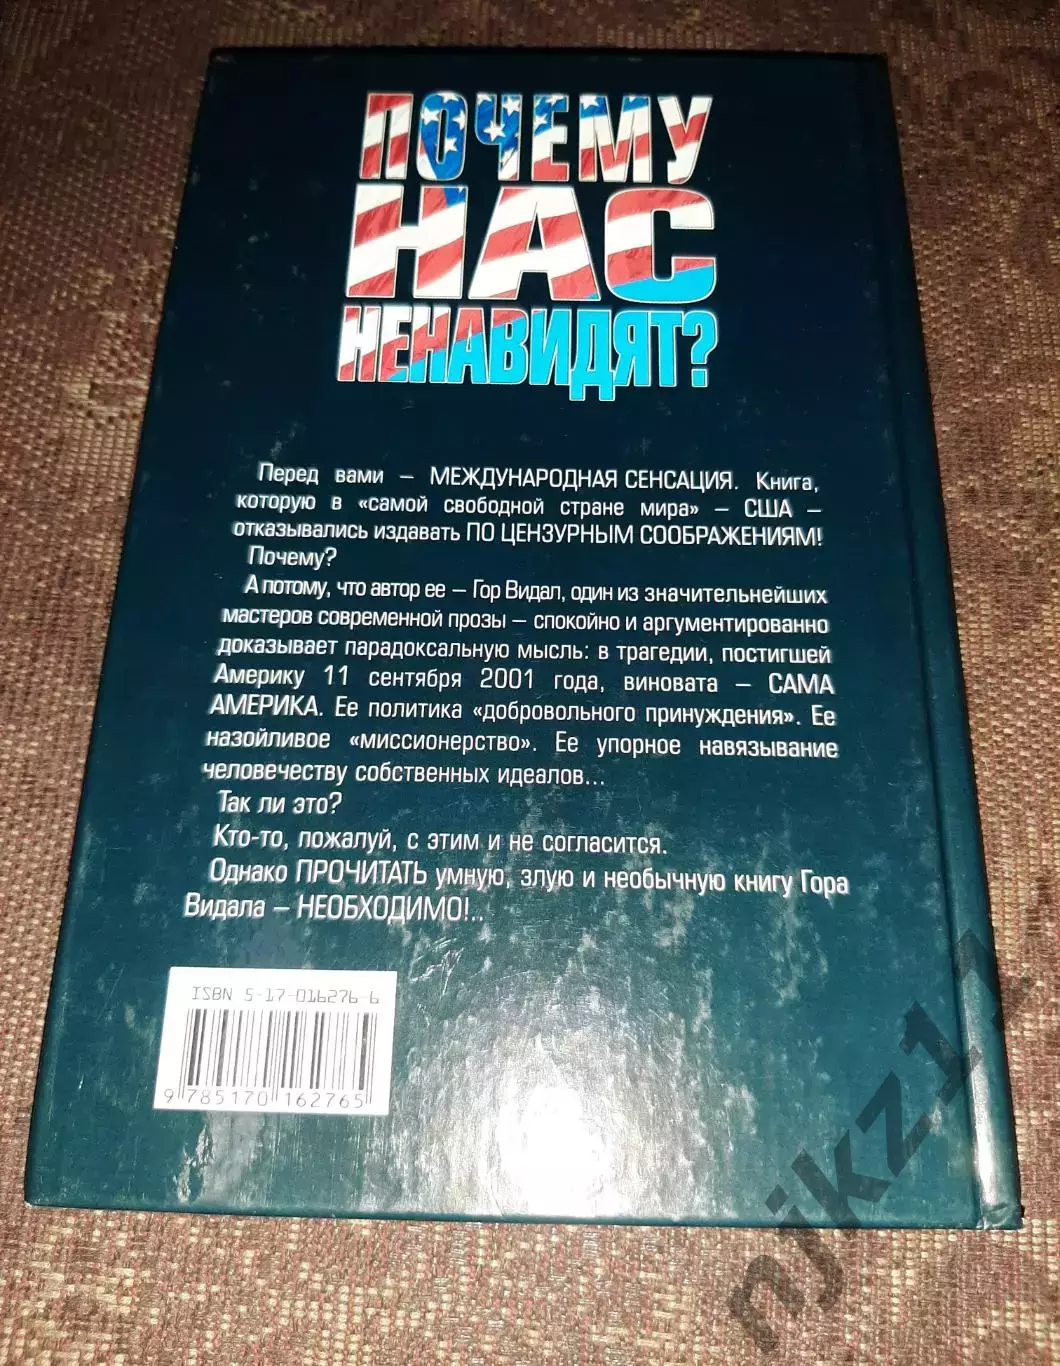 ПОЧЕМУ
НАС
НЕНАВИДЯТ?
Перед вами – МЕЖДУНАРОДНАЯ СЕНСАЦИЯ. Книга,
которую в «самой свободной стране мира» – США –
отказывались издавать ПО ЦЕНЗУРНЫМ СООБРАЖЕНИЯМ!
Почему?
А потому, что автор ее – Гор Видал, один из значительнейших
мастеров современной прозы – спокойно и аргументированно
доказывает парадоксальную мысль: в трагедии, постигшей
Америку 11 сентября 2001 года, виновата – САМА
АМЕРИКА. Ее политика «добровольного принуждения». Ее
назойливое «миссионерство». Ее упорное навязывание
человечеству собственных идеалов...
Так ли это?
Кто-то, пожалуй, с этим и не согласится.
Однако ПРОЧИТАТЬ умную, злую и необычную книгу Гора
Видала – НЕОБХОДИМО!..
ISBN 5-17-016276-6
9 785170 162765
njkz17